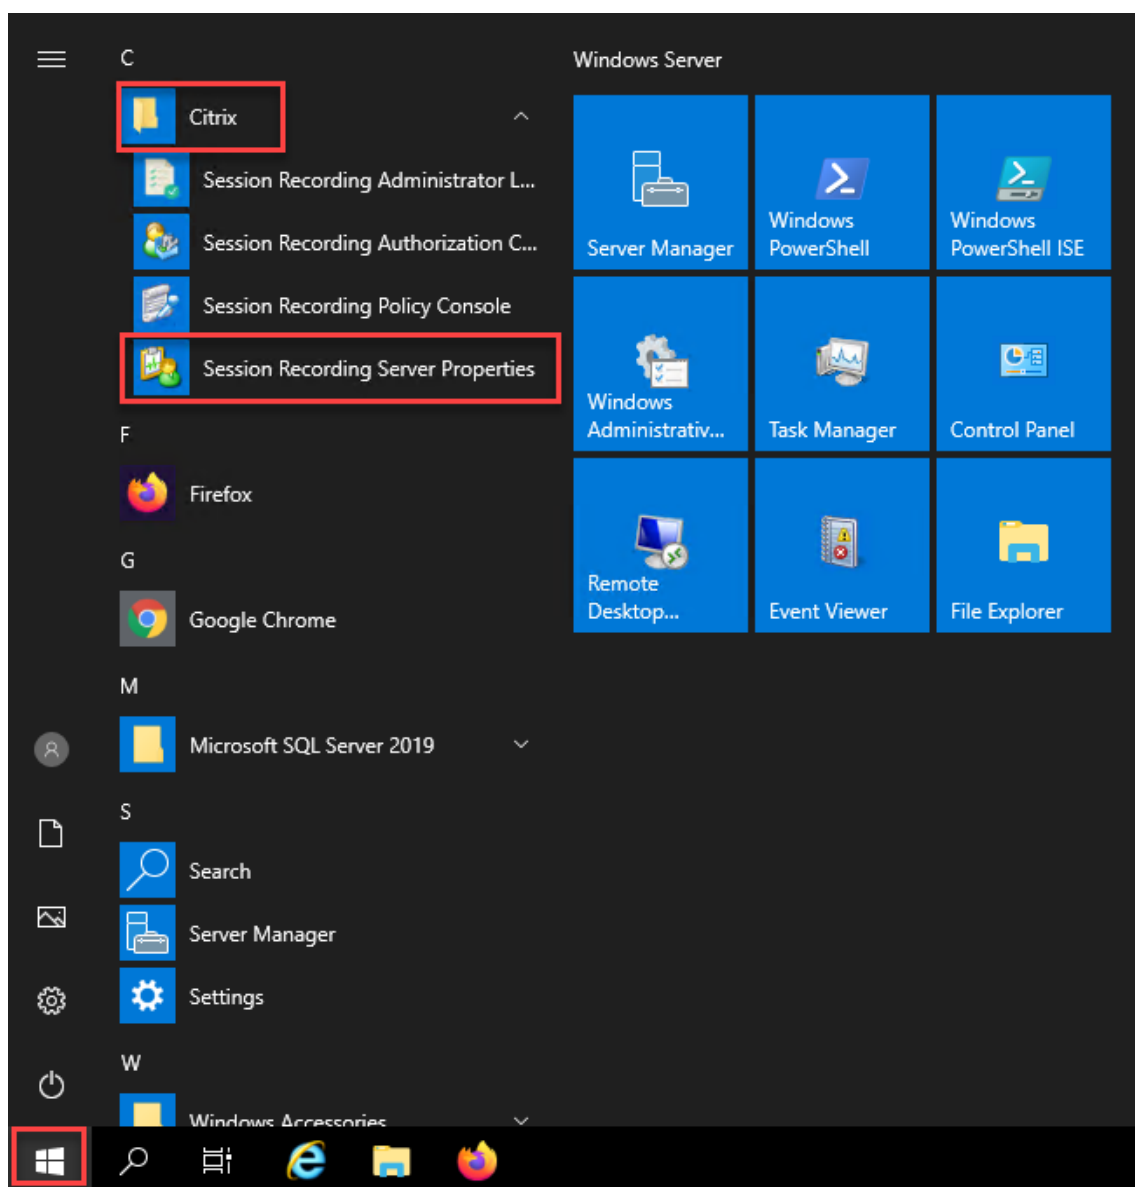 C
Citrix
Session Recording Administrator L...
Session Recording Authorization C...
Session Recording Policy Console
Session Recording Server Properties
F
Firefox
G
Google Chrome
M
Microsoft SQL Server 2019
S
Search
Server Manager
Settings
W
Windows Accessories
Windows Server
Server Manager
Windows
PowerShell
Windows
PowerShell ISE
Windows
Administrativ...
Task Manager
Control Panel
Remote
Desktop...
Event Viewer
File Explorer